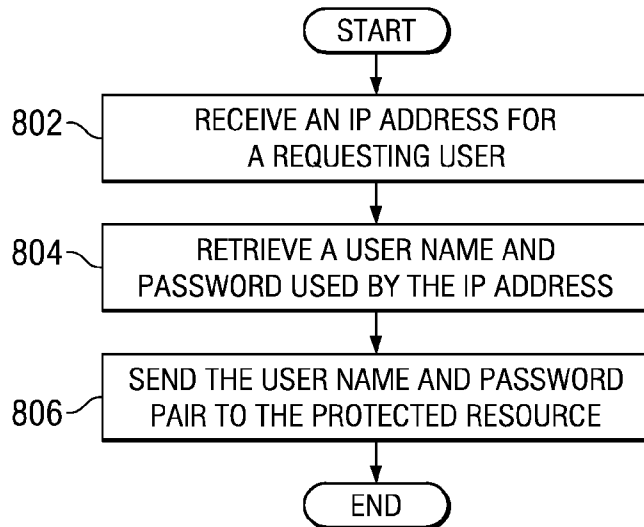 START
802
RECEIVE AN IP ADDRESS FOR
A REQUESTING USER
804
RETRIEVE A USER NAME AND
PASSWORD USED BY THE IP ADDRESS
806
SEND THE USER NAME AND PASSWORD
PAIR TO THE PROTECTED RESOURCE
END